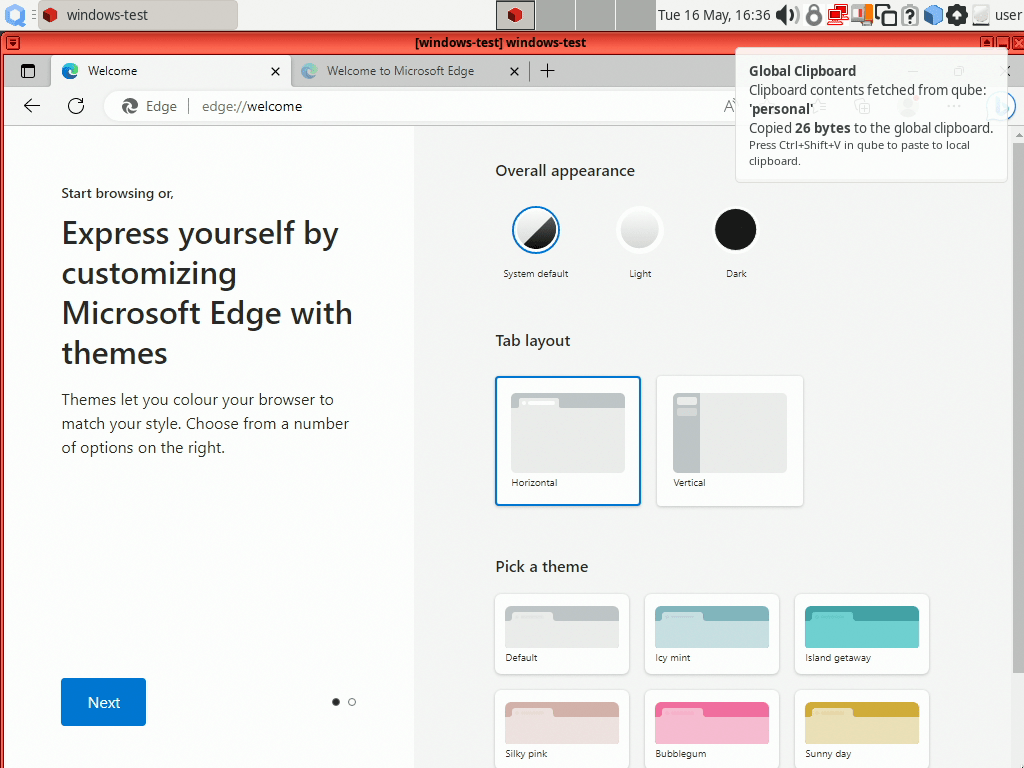 windows-test
Tue 16 May, 16:36
user
[windows-test] windows-test
Welcome
Welcome to Microsoft Edge
Edge
edge://welcome
Global Clipboard
Clipboard contents fetched from qube:
'personal'
Copied 26 bytes to the global clipboard.
Press Ctrl+Shift+V in qube to paste to local
clipboard.
Start browsing or,
Express yourself by
customizing
Microsoft Edge with
themes
Themes let you colour your browser to
match your style. Choose from a number
of options on the right.
Next
Overall appearance
System default
Light
Dark
Tab layout
Horizontal
Vertical
Pick a theme
Default
Icy mint
Island getaway
Silky pink
Bubblegum
Sunny day